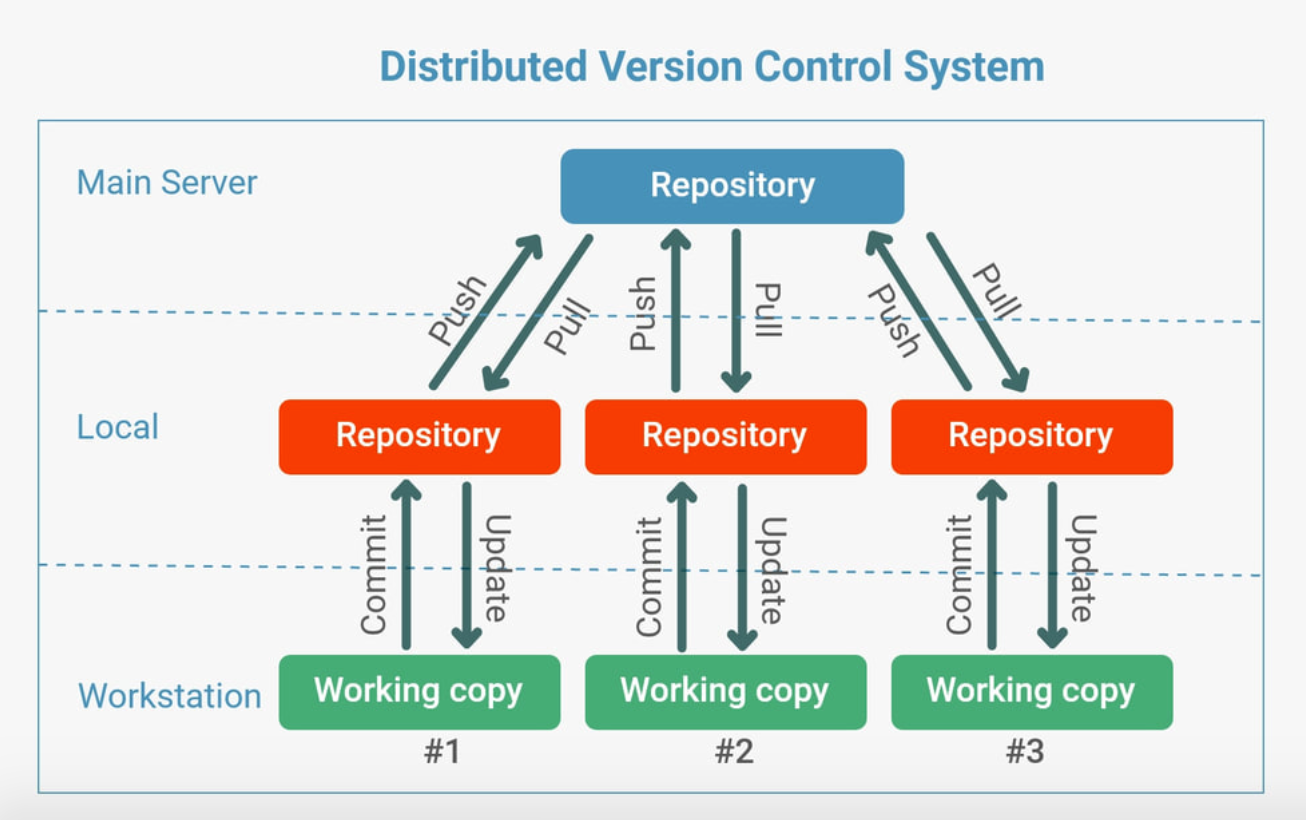 Distributed Version Control System
Main Server
Repository
Push
Pull
Push
Pull
Push
Pull
Local
Repository
Repository
Repository
Commit
Update
Commit
Update
Commit
Update
Workstation
Working copy
Working copy
Working copy
#1
#2
#3